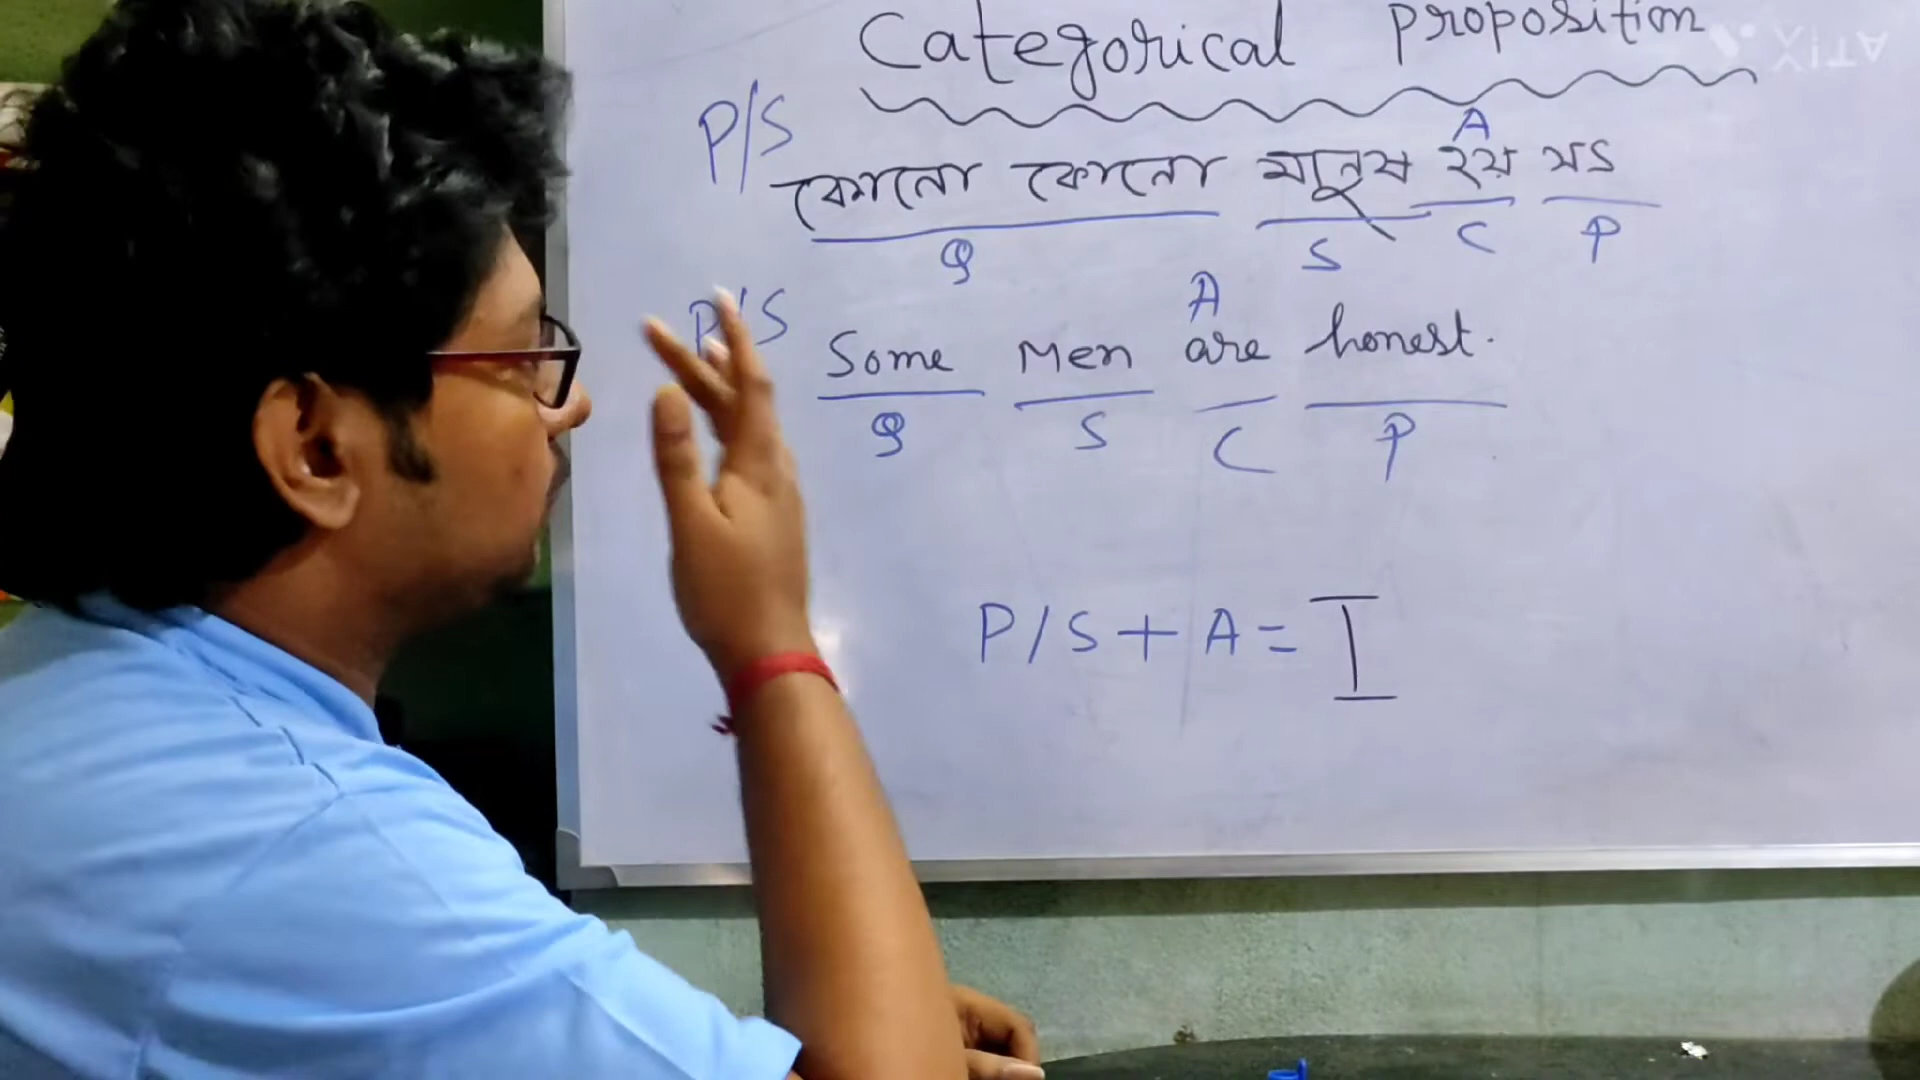 Categorical proposition
P/S
A
কোনো কোনো মানুষ হয় সৎ
Q S C P
P/S
A
Some Men are honest.
Q S C P
P/S + A = I